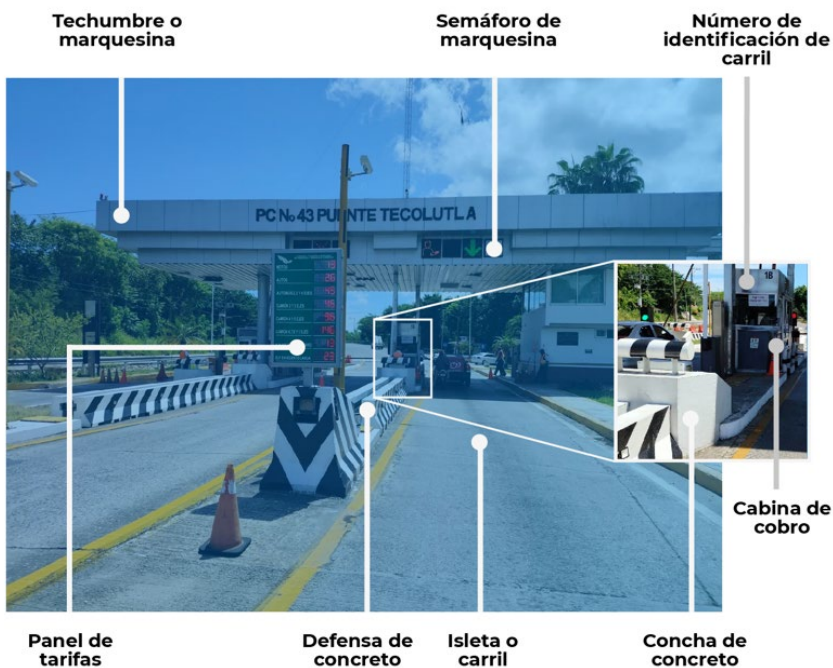 Techumbre o
marquesina
Semáforo de
marquesina
Número de
identificación de
carril
PC No 43 PUENTE TECOLUTLA
18
Cabina de
cobro
Panel de
tarifas
Defensa de
concreto
Isleta o
carril
Concha de
concreto